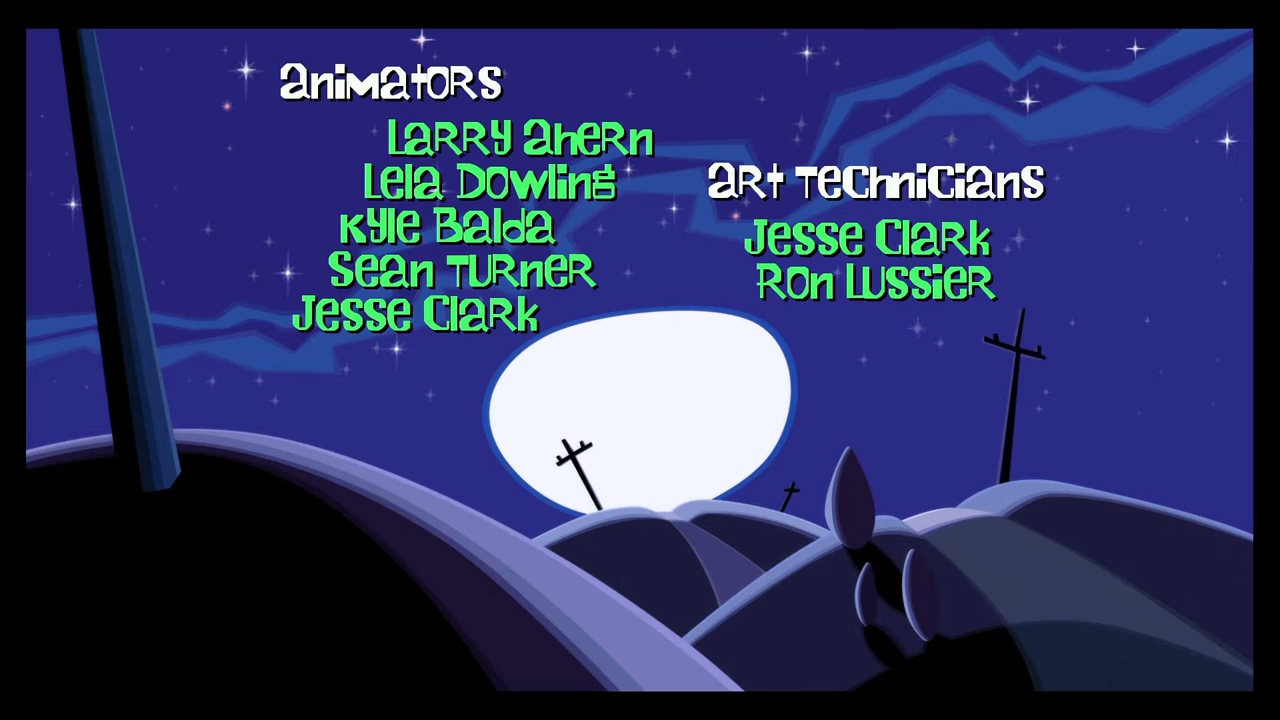 animators
Larry Ahern
Lela Dowling
Kyle Balda
Sean Turner
Jesse Clark
art technicians
Jesse Clark
Ron Lussier